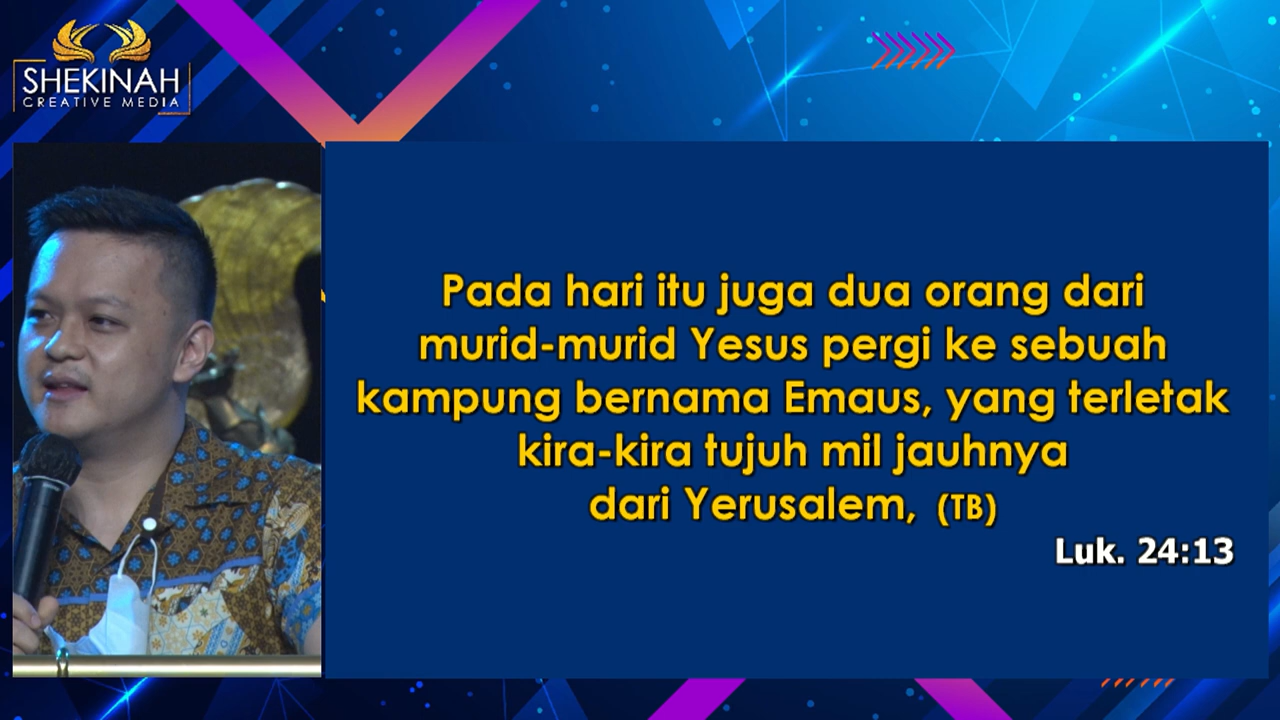 SHEKINAH
CREATIVE MEDIA
Pada hari itu juga dua orang dari
murid-murid Yesus pergi ke sebuah
kampung bernama Emaus, yang terletak
kira-kira tujuh mil jauhnya
dari Yerusalem, (TB)
Luk. 24:13